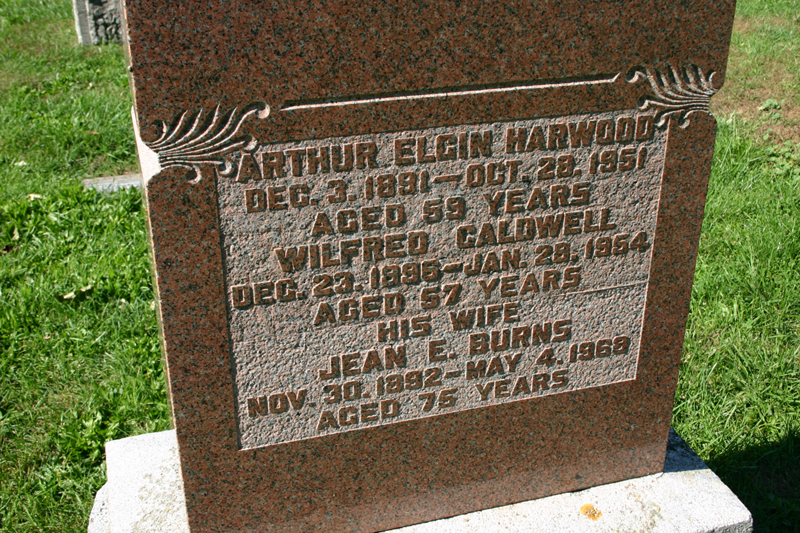 ARTHUR ELGIN HARWOOD
DEC. 3. 1891 – OCT. 28. 1951
AGED 59 YEARS
WILFRED CALDWELL
DEC. 23. 1896 – JAN. 28. 1954
AGED 57 YEARS
HIS WIFE
JEAN E. BURNS
NOV. 30. 1892 – MAY 4. 1968
AGED 75 YEARS